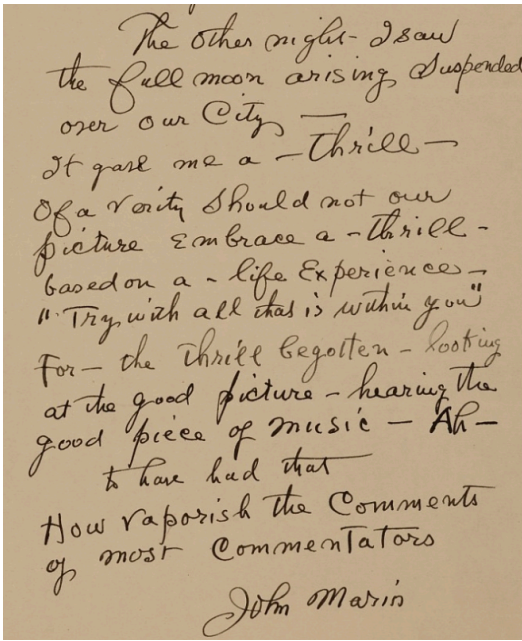 The other night - I saw
the full moon arising suspended
over our City —
It gave me a - thrill -
Of a verity should not our
picture embrace a - thrill -
based on a - life Experience -
"Try with all that is within you"
For - the thrill begotten - looking
at the good picture - hearing the
good piece of music - Ah -
to have had that
How vaporish the Comments
of most Commentators
John Marin